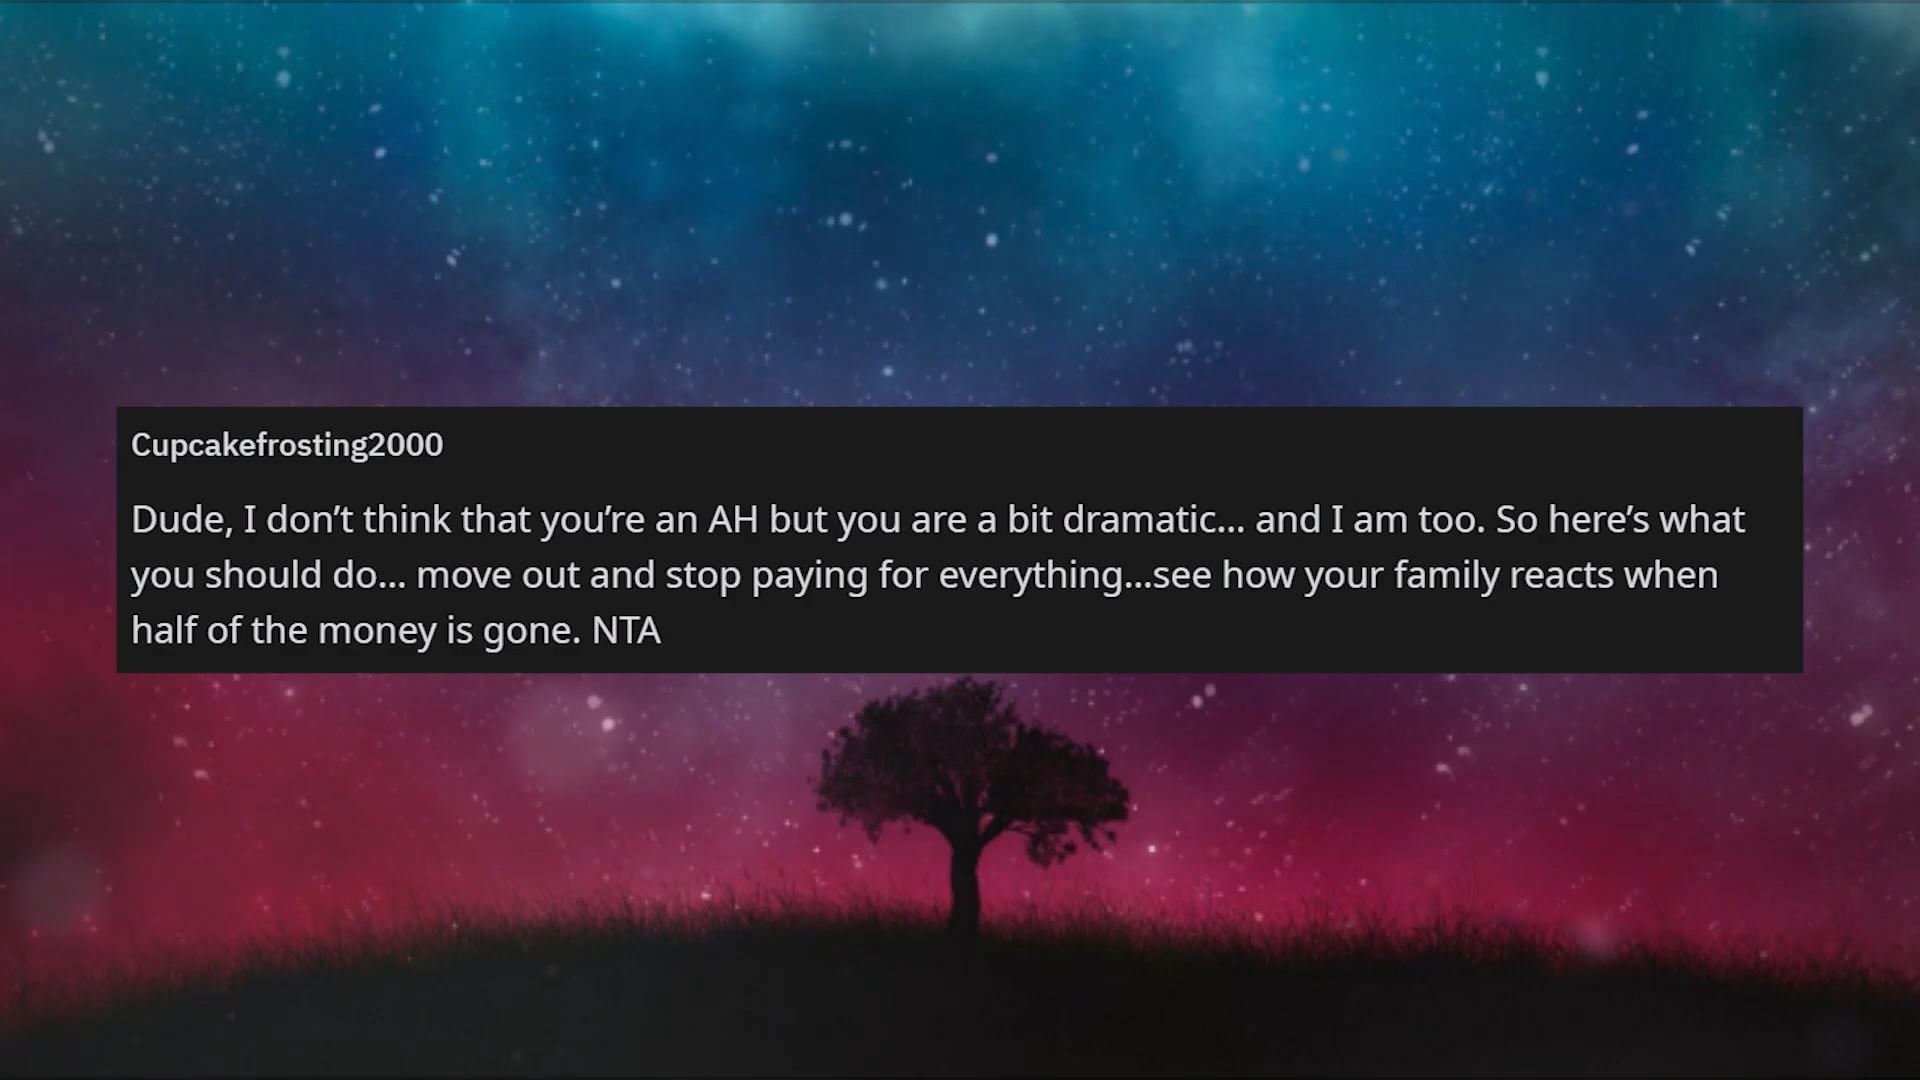 Cupcakefrosting2000
Dude, I don’t think that you’re an AH but you are a bit dramatic... and I am too. So here’s what
you should do... move out and stop paying for everything...see how your family reacts when
half of the money is gone. NTA